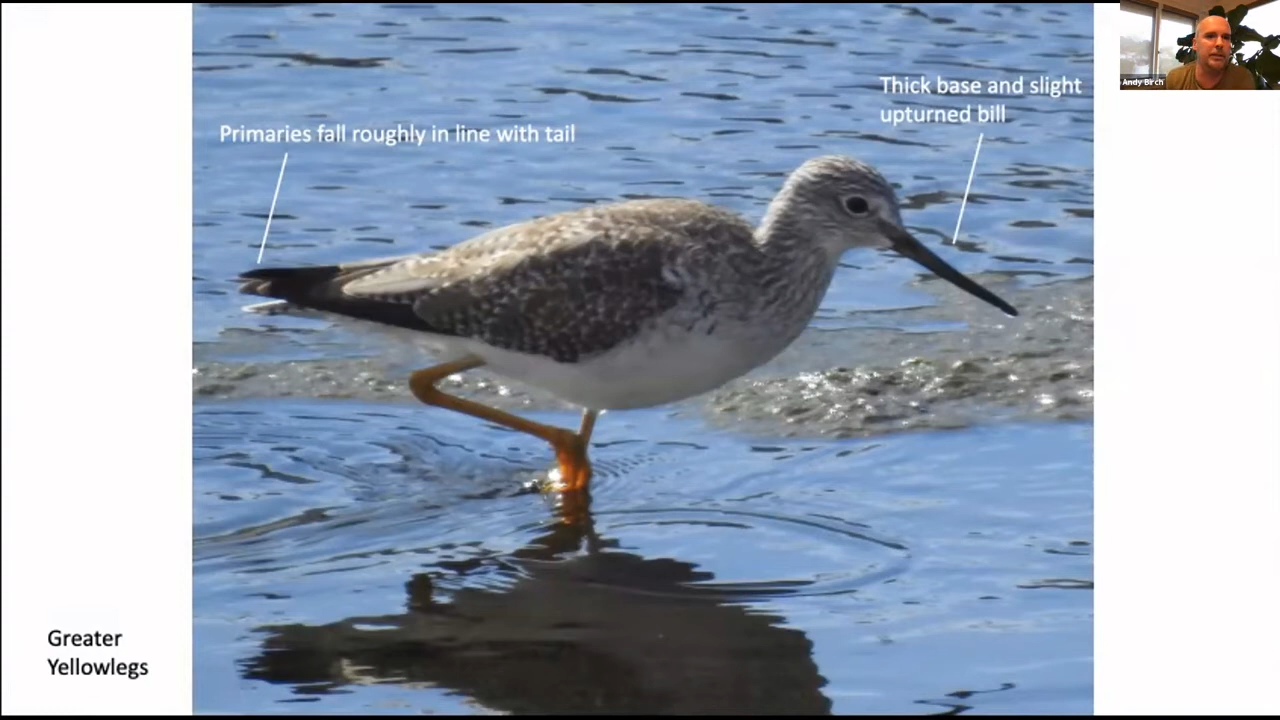 Andy Birch
Thick base and slight
upturned bill
Primaries fall roughly in line with tail
Greater
Yellowlegs